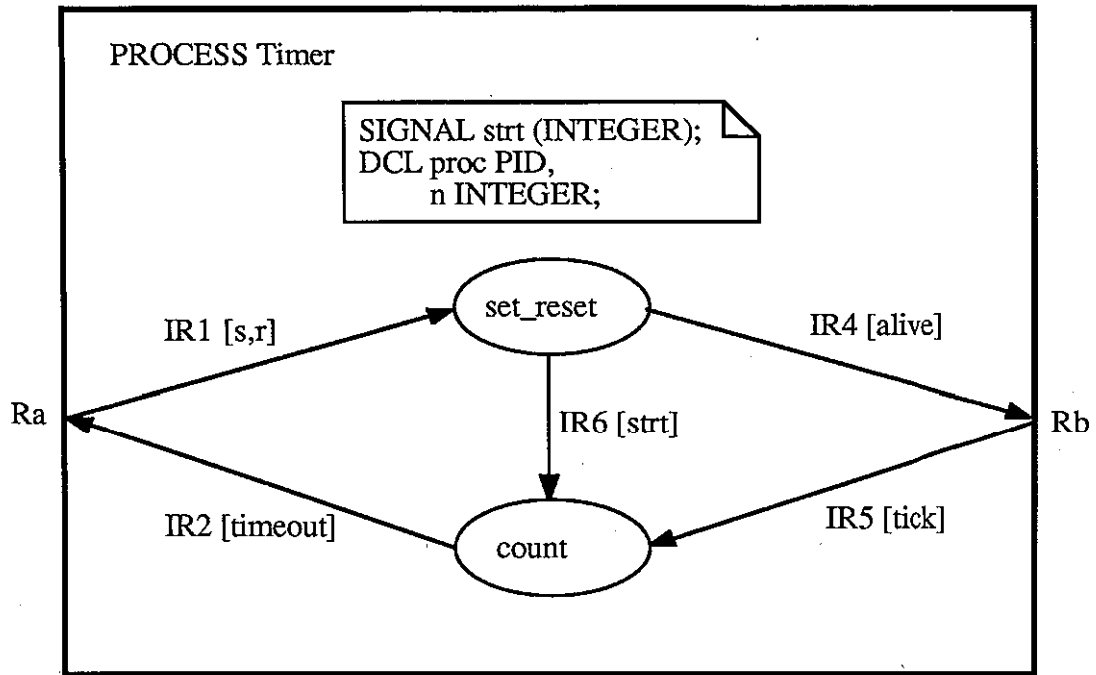 PROCESS Timer
SIGNAL strt (INTEGER);
DCL proc PID,
n INTEGER;
set_reset
IR1 [s,r]
IR4 [alive]
Ra
IR6 [strt]
Rb
IR2 [timeout]
count
IR5 [tick]